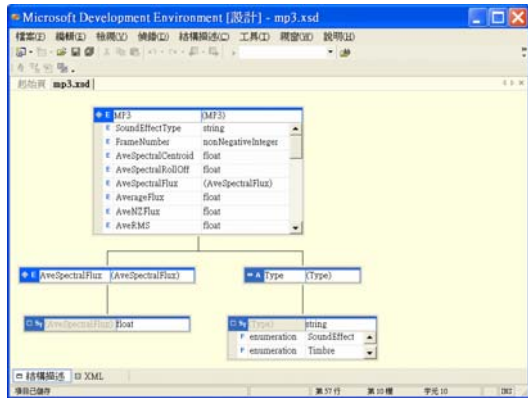 Microsoft Development Environment [設計] - mp3.xsd
檔案(F) 編輯(E) 檢視(V) 偵錯(D) 結構描述(C) 工具(T) 視窗(W) 說明(H)
起始頁 mp3.xsd
E MP3 (MP3)
E SoundEffectType string
E FrameNumber nonNegativeInteger
E AveSpectralCentroid float
E AveSpectralRollOff float
E AveSpectralFlux (AveSpectralFlux)
E AverageFlux float
E AveNZFlux float
E AveRMS float
E AveSpectralFlux (AveSpectralFlux)
A Type (Type)
(AveSpectralFlux) float
Type) string
F enumeration SoundEffect
F enumeration Timbre
結構描述 XML
項目已儲存 第 57 行 第 10 欄 字元 10 INS